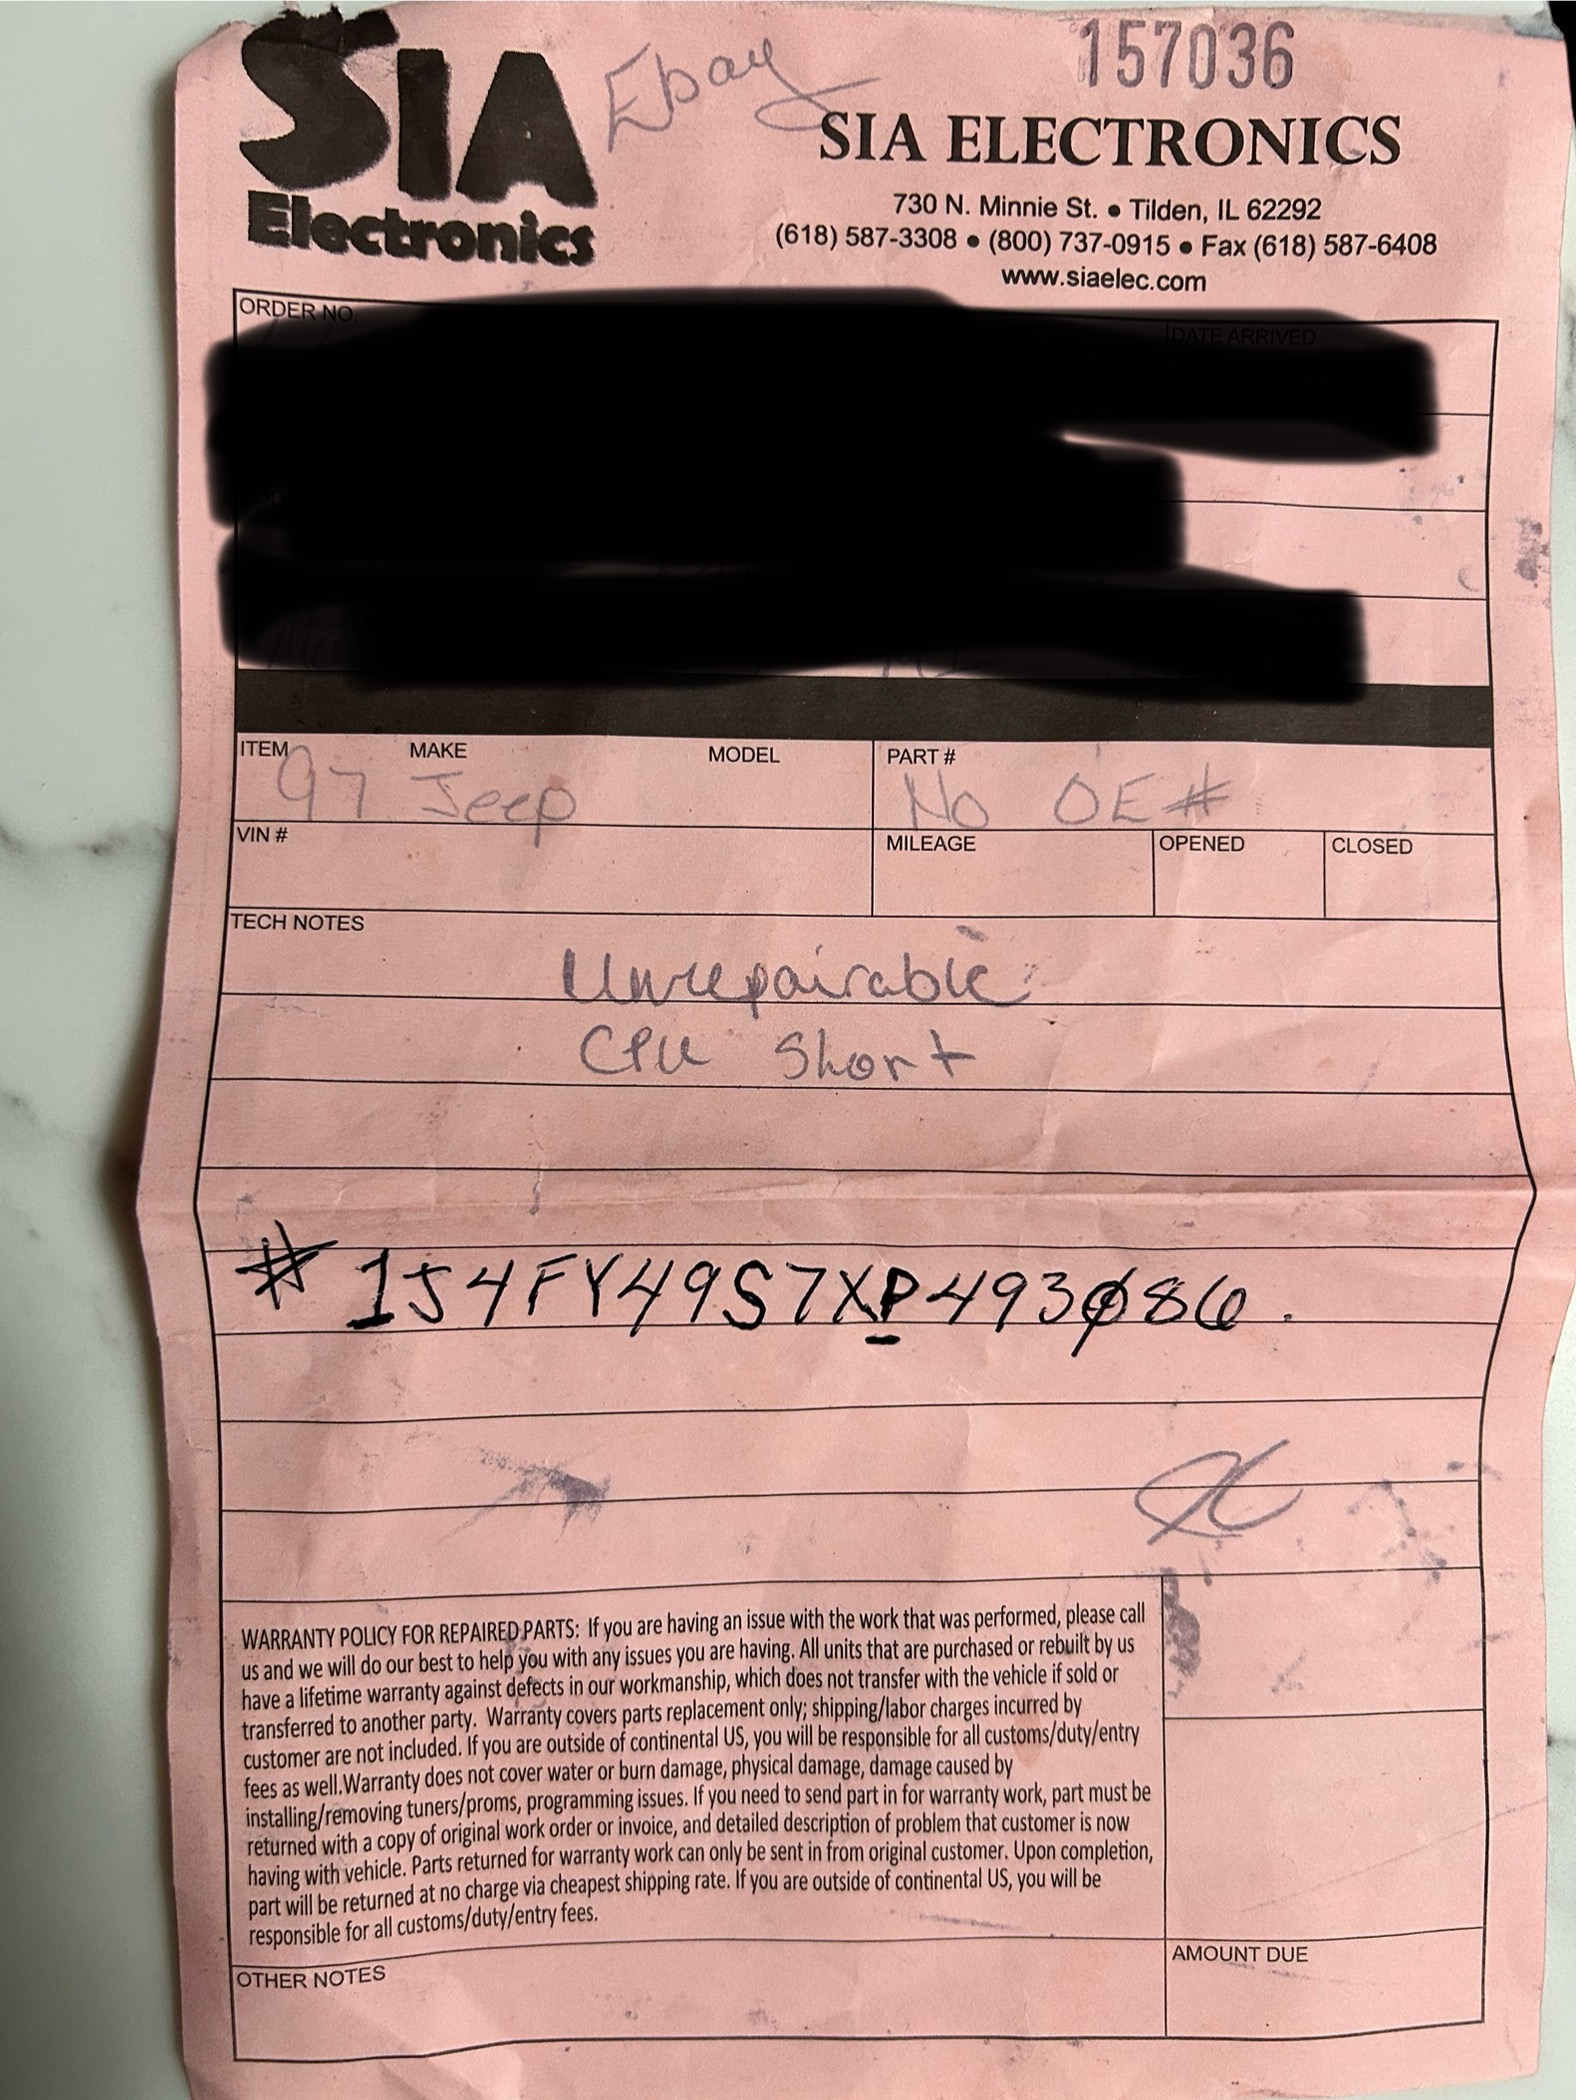 SIA
Electronics
Ebay
157036
SIA ELECTRONICS
730 N. Minnie St. • Tilden, IL 62292
(618) 587-3308 • (800) 737-0915 • Fax (618) 587-6408
www.siaelec.com
ORDER NO.
DATE ARRIVED
ITEM MAKE MODEL PART #
97 Jeep No OE#
VIN # MILEAGE OPENED CLOSED
TECH NOTES
Unrepairable
CPU Short
# 1J4FY49S7XP493086.
WARRANTY POLICY FOR REPAIRED PARTS: If you are having an issue with the work that was performed, please call
us and we will do our best to help you with any issues you are having. All units that are purchased or rebuilt by us
have a lifetime warranty against defects in our workmanship, which does not transfer with the vehicle if sold or
transferred to another party. Warranty covers parts replacement only; shipping/labor charges incurred by
customer are not included. If you are outside of continental US, you will be responsible for all customs/duty/entry
fees as well.Warranty does not cover water or burn damage, physical damage, damage caused by
installing/removing tuners/proms, programming issues. If you need to send part in for warranty work, part must be
returned with a copy of original work order or invoice, and detailed description of problem that customer is now
having with vehicle. Parts returned for warranty work can only be sent in from original customer. Upon completion,
part will be returned at no charge via cheapest shipping rate. If you are outside of continental US, you will be
responsible for all customs/duty/entry fees.
OTHER NOTES
AMOUNT DUE